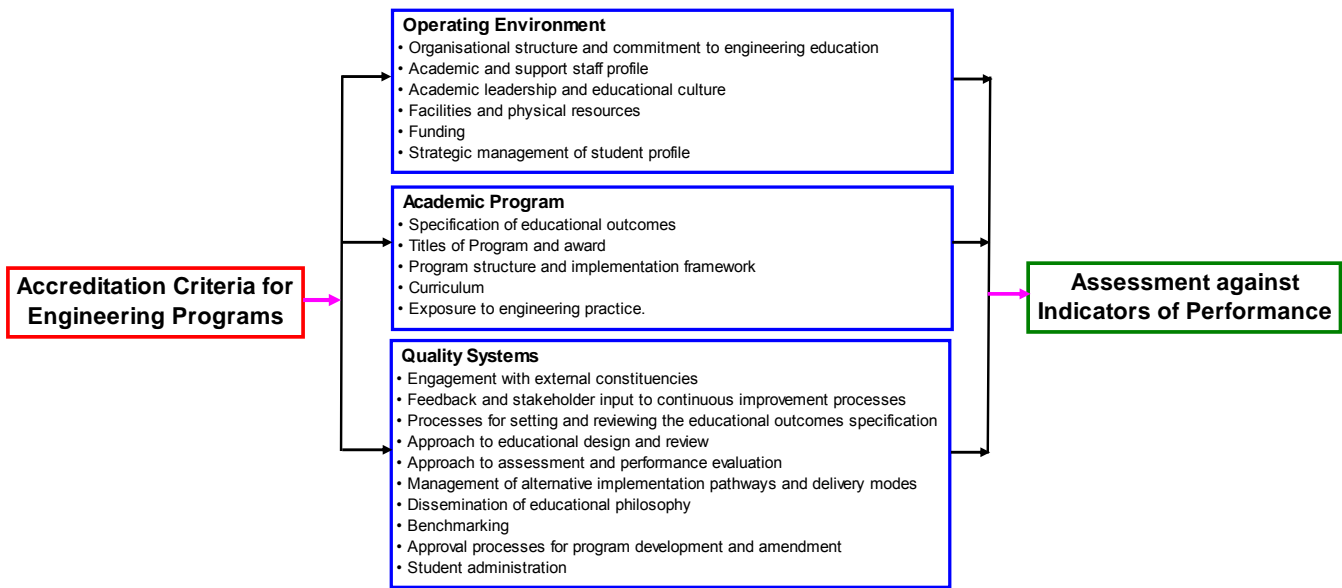 Operating Environment
• Organisational structure and commitment to engineering education
• Academic and support staff profile
• Academic leadership and educational culture
• Facilities and physical resources
• Funding
• Strategic management of student profile
Academic Program
• Specification of educational outcomes
• Titles of Program and award
• Program structure and implementation framework
• Curriculum
• Exposure to engineering practice.
Accreditation Criteria for
Engineering Programs
Assessment against
Indicators of Performance
Quality Systems
• Engagement with external constituencies
• Feedback and stakeholder input to continuous improvement processes
• Processes for setting and reviewing the educational outcomes specification
• Approach to educational design and review
• Approach to assessment and performance evaluation
• Management of alternative implementation pathways and delivery modes
• Dissemination of educational philosophy
• Benchmarking
• Approval processes for program development and amendment
• Student administration